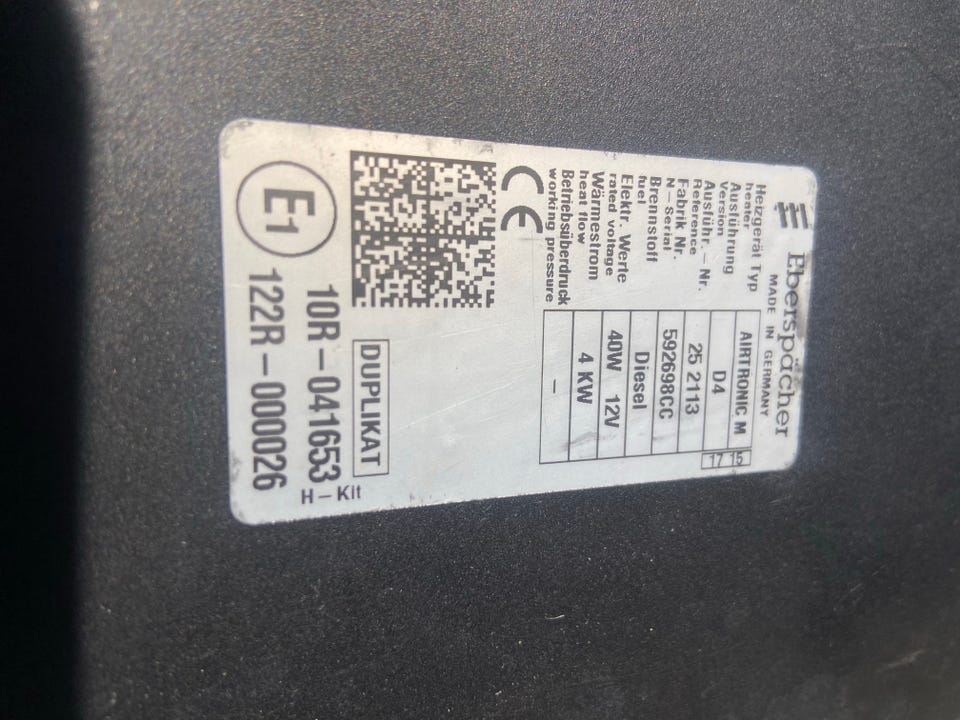 Eberspächer
MADE IN GERMANY
Heizgerät Typ AIRTRONIC M
heater
Ausführung D4 17 15
version
Ausführ.-Nr. 25 2113
Reference
Fabrik Nr. 592698CC
N-Serial
Brennstoff Diesel
fuel
Elektr. Werte 40W 12V
rated voltage
Wärmestrom 4 KW
heat flow
Betriebsüberdruck –
working pressure
CE
DUPLIKAT
H-Kit
E1 10R-041653
122R-000026